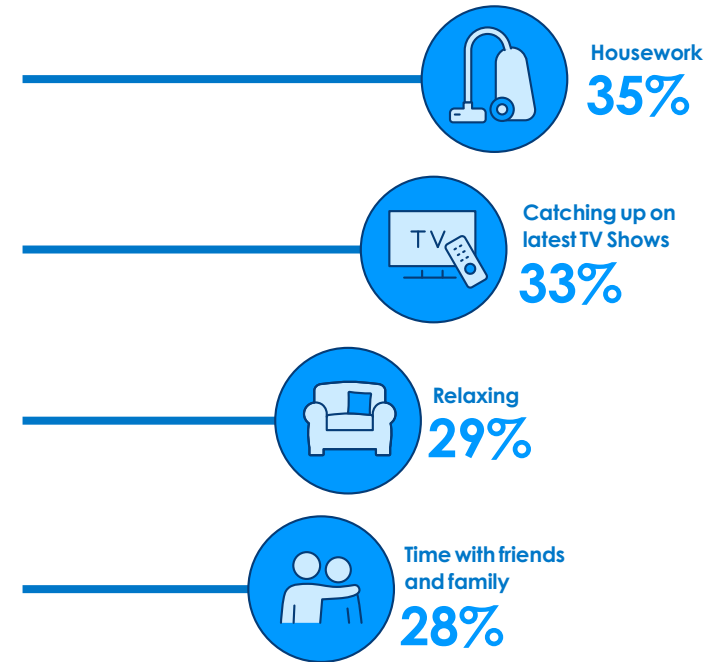 Housework
35%
TV
Catching up on
latest TV Shows
33%
Relaxing
29%
Time with friends
and family
28%